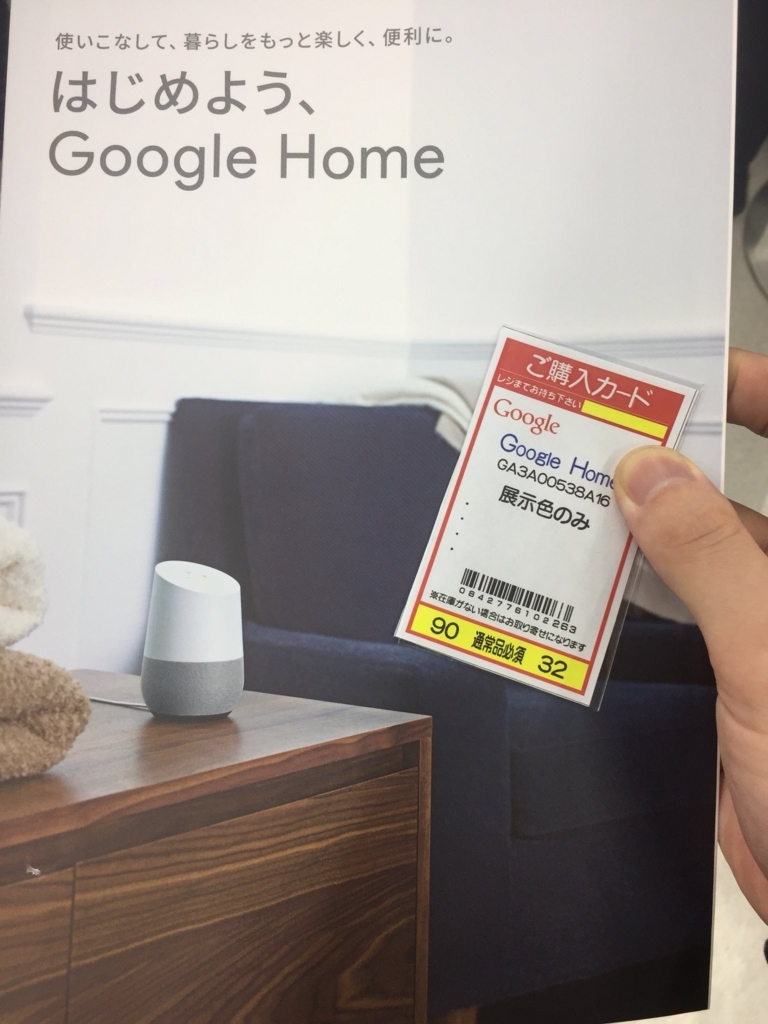 使いこなして、暮らしをもっと楽しく、便利に。
はじめよう、
Google Home
ご購入カード
レジまでお持ち下さい
Google
Google Home
GA3A00538A16
展示色のみ
0842776102263
※在庫がない場合はお取り寄せになります
90 通常品必須 32